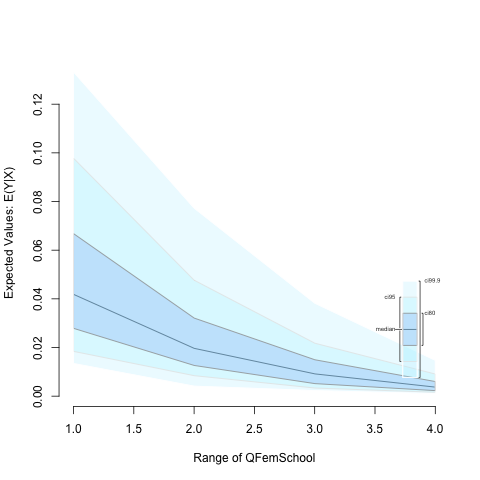 Expected Values: E(Y|X)
0.12
0.10
0.08
0.06
0.04
0.02
0.00
ci99.9
ci95
ci80
median
1.0 1.5 2.0 2.5 3.0 3.5 4.0
Range of QFemSchool